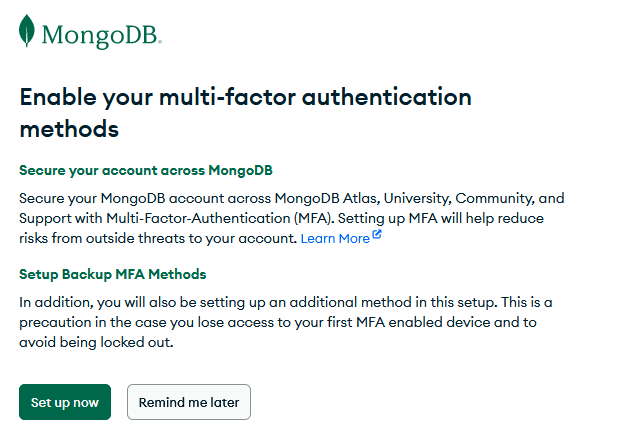 MongoDB.
Enable your multi-factor authentication
methods
Secure your account across MongoDB
Secure your MongoDB account across MongoDB Atlas, University, Community, and
Support with Multi-Factor-Authentication (MFA). Setting up MFA will help reduce
risks from outside threats to your account. Learn More
Setup Backup MFA Methods
In addition, you will also be setting up an additional method in this setup. This is a
precaution in the case you lose access to your first MFA enabled device and to
avoid being locked out.
Set up now
Remind me later